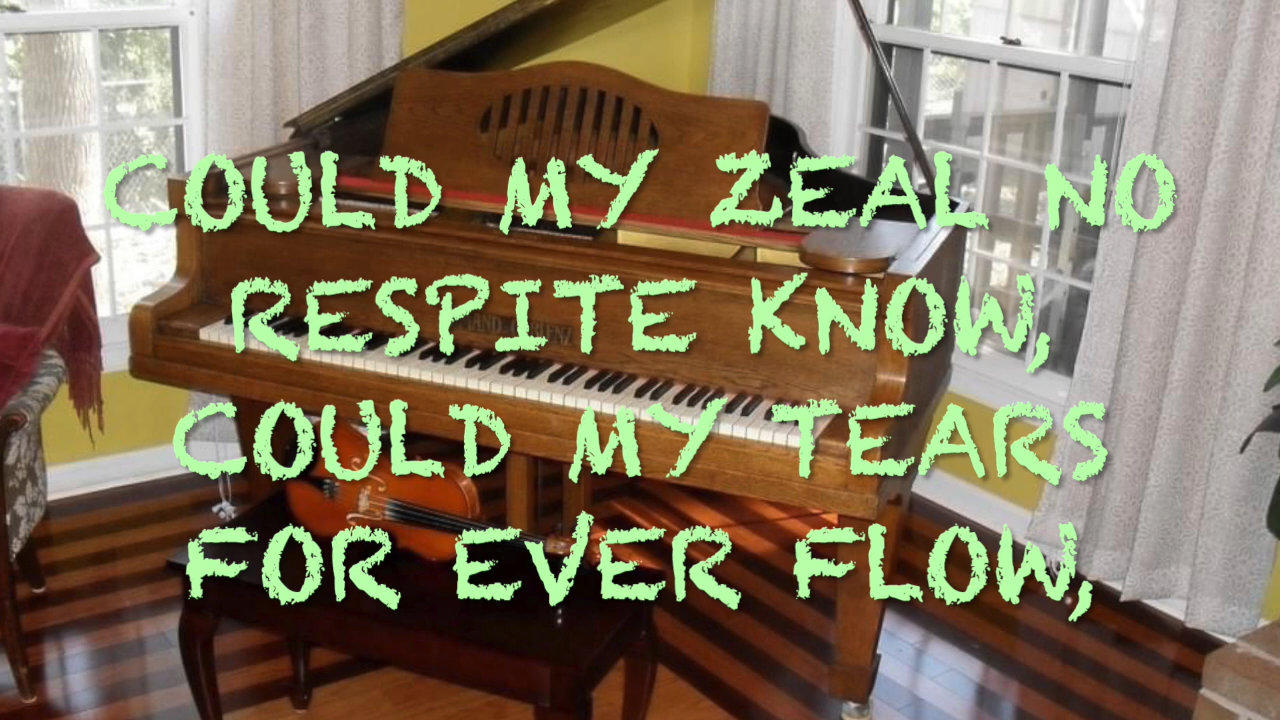 COULD MY ZEAL NO
RESPITE KNOW,
COULD MY TEARS
FOR EVER FLOW,